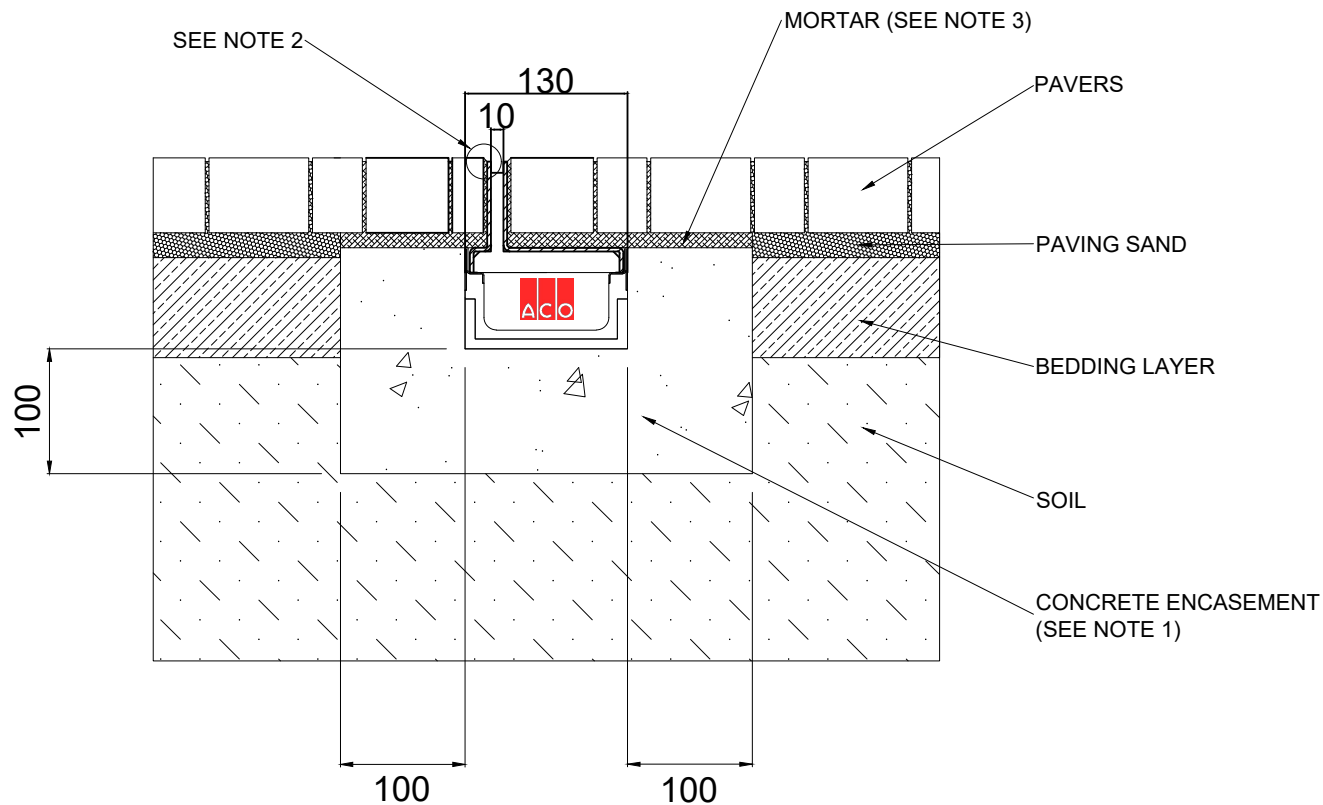 MORTAR (SEE NOTE 3)
SEE NOTE 2
130
PAVERS
10
PAVING SAND
ACO
BEDDING LAYER
100
SOIL
CONCRETE ENCASEMENT
(SEE NOTE 1)
100
100